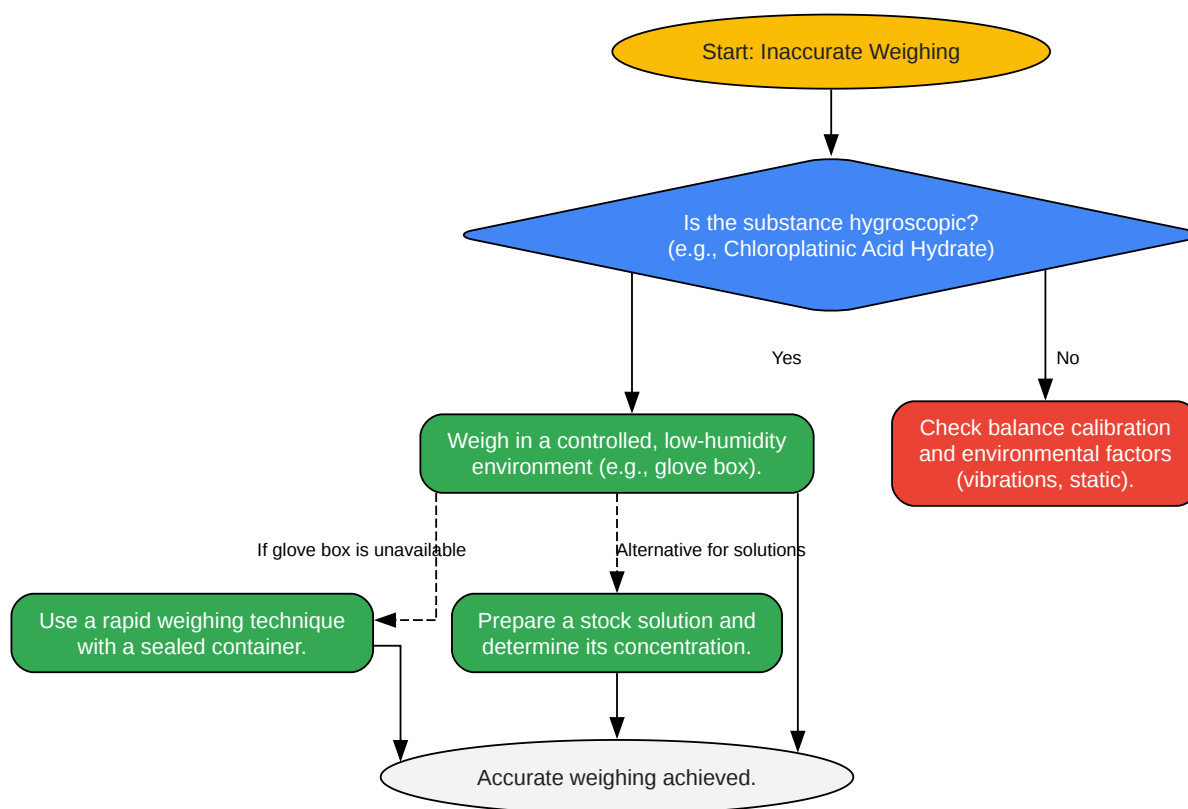 Start: Inaccurate Weighing
Is the substance hygroscopic?
(e.g., Chloroplatinic Acid Hydrate)
Yes
No
Weigh in a controlled, low-humidity
environment (e.g., glove box).
Check balance calibration
and environmental factors
(vibrations, static).
If glove box is unavailable
Alternative for solutions
Use a rapid weighing technique
with a sealed container.
Prepare a stock solution and
determine its concentration.
Accurate weighing achieved.